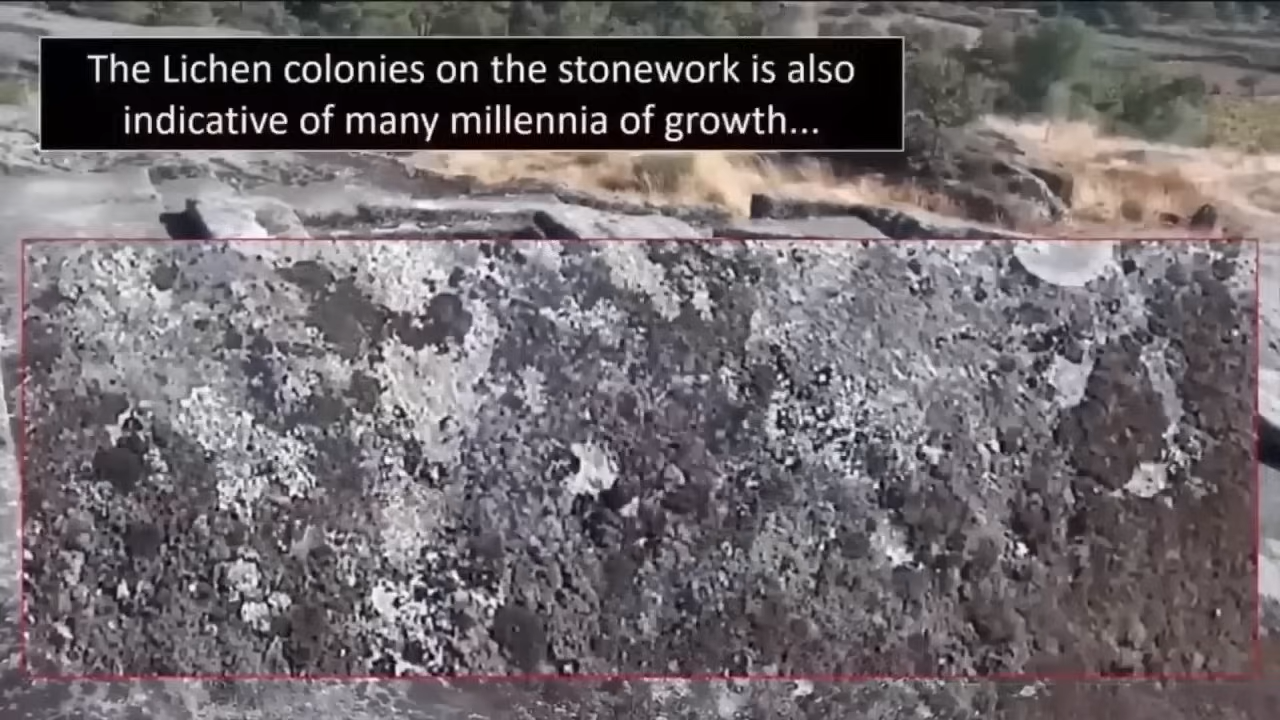 The Lichen colonies on the stonework is also
indicative of many millennia of growth...